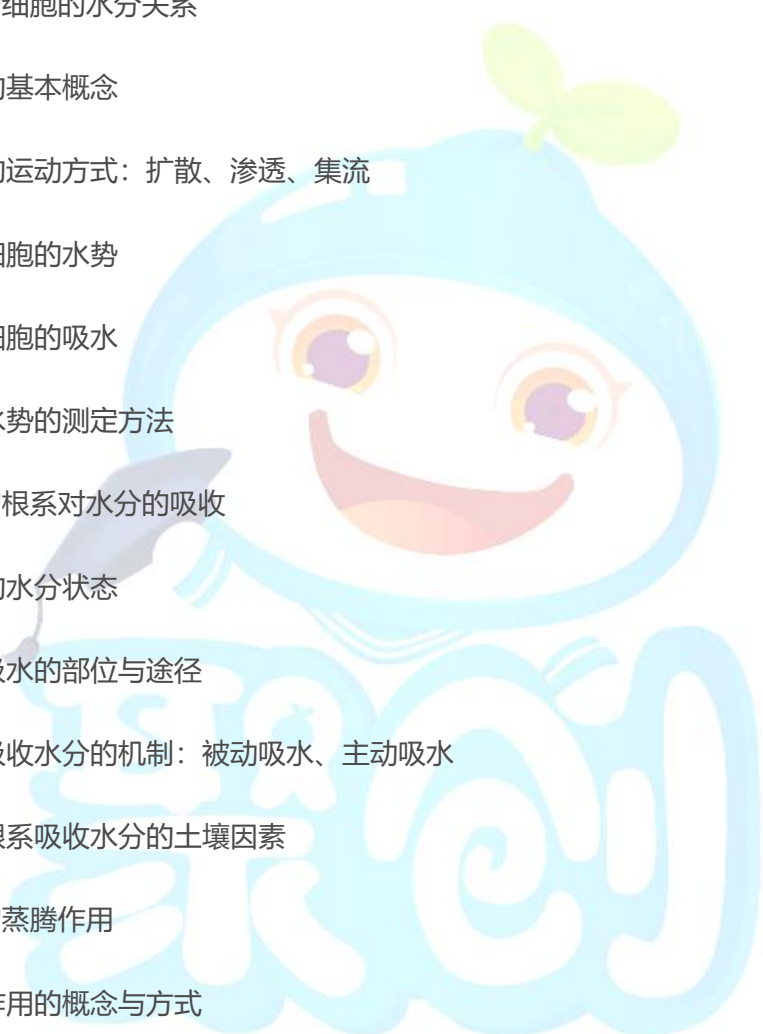 细胞的水分关系
的基本概念
的运动方式：扩散、渗透、集流
细胞的水势
细胞的吸水
水势的测定方法
根系对水分的吸收
的水分状态
吸水的部位与途径
吸收水分的机制：被动吸水、主动吸水
根系吸收水分的土壤因素
蒸腾作用
作用的概念与方式
聚创